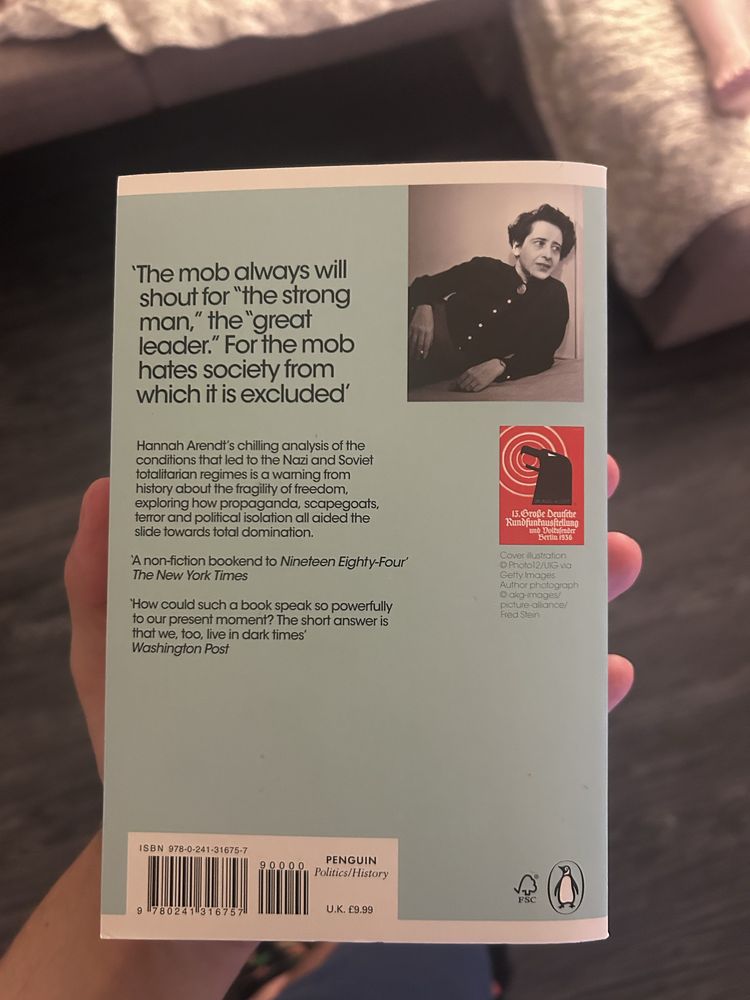 'The mob always will
shout for "the strong
man," the "great
leader." For the mob
hates society from
which it is excluded'
Hannah Arendt's chilling analysis of the
conditions that led to the Nazi and Soviet
totalitarian regimes is a warning from
history about the fragility of freedom,
exploring how propaganda, scapegoats,
terror and political isolation all aided the
slide towards total domination.
'A non-fiction bookend to Nineteen Eighty-Four'
The New York Times
'How could such a book speak so powerfully
to our present moment? The short answer is
that we, too, live in dark times'
Washington Post
13. Große Deutsche
Rundfunkausstellung
und Volkssender
Berlin 1936
Cover illustration
© Photo12/UIG via
Getty Images
Author photograph
© akg-images/
picture-alliance/
Fred Stein
ISBN 978-0-241-31675-7
90000
9 780241 316757
PENGUIN
Politics/History
U.K. £9.99
FSC